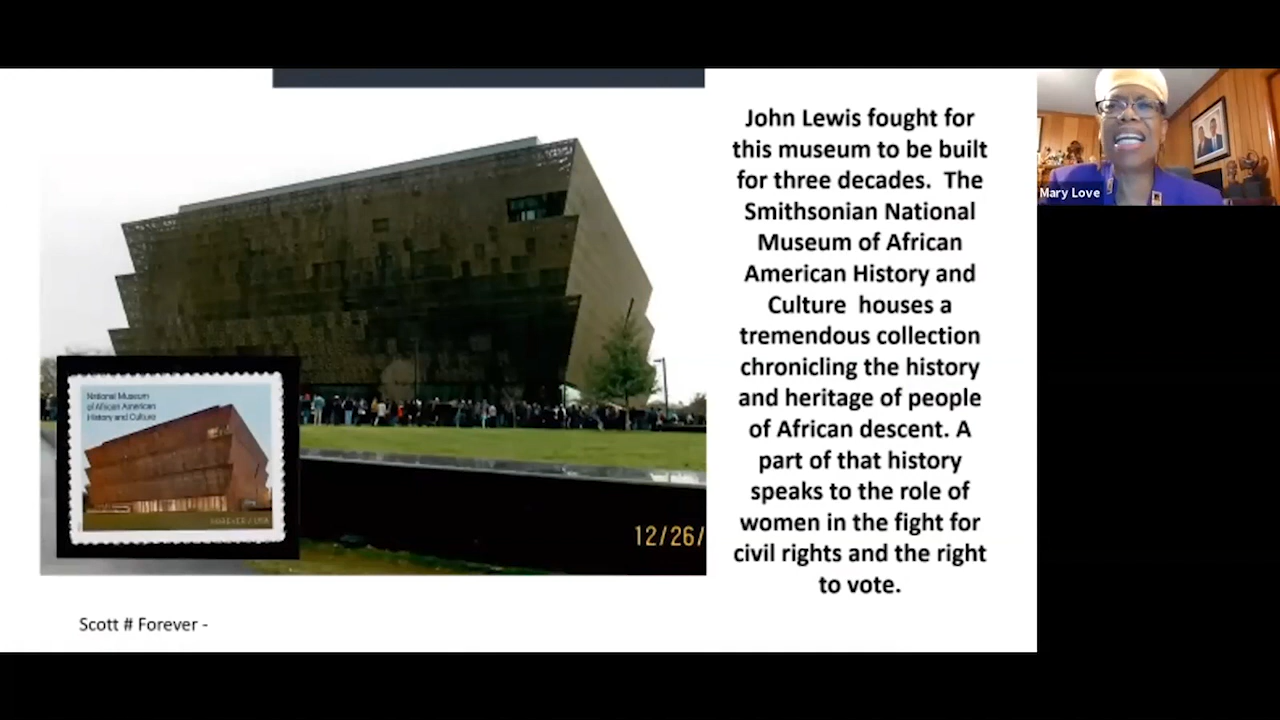 John Lewis fought for
this museum to be built
for three decades.  The
Smithsonian National
Museum of African
American History and
Culture  houses a
tremendous collection
chronicling the history
and heritage of people
of African descent. A
part of that history
speaks to the role of
women in the fight for
civil rights and the right
to vote.
Mary Love
National Museum
of African American
History and Culture
FOREVER / USA
12/26/
Scott # Forever -